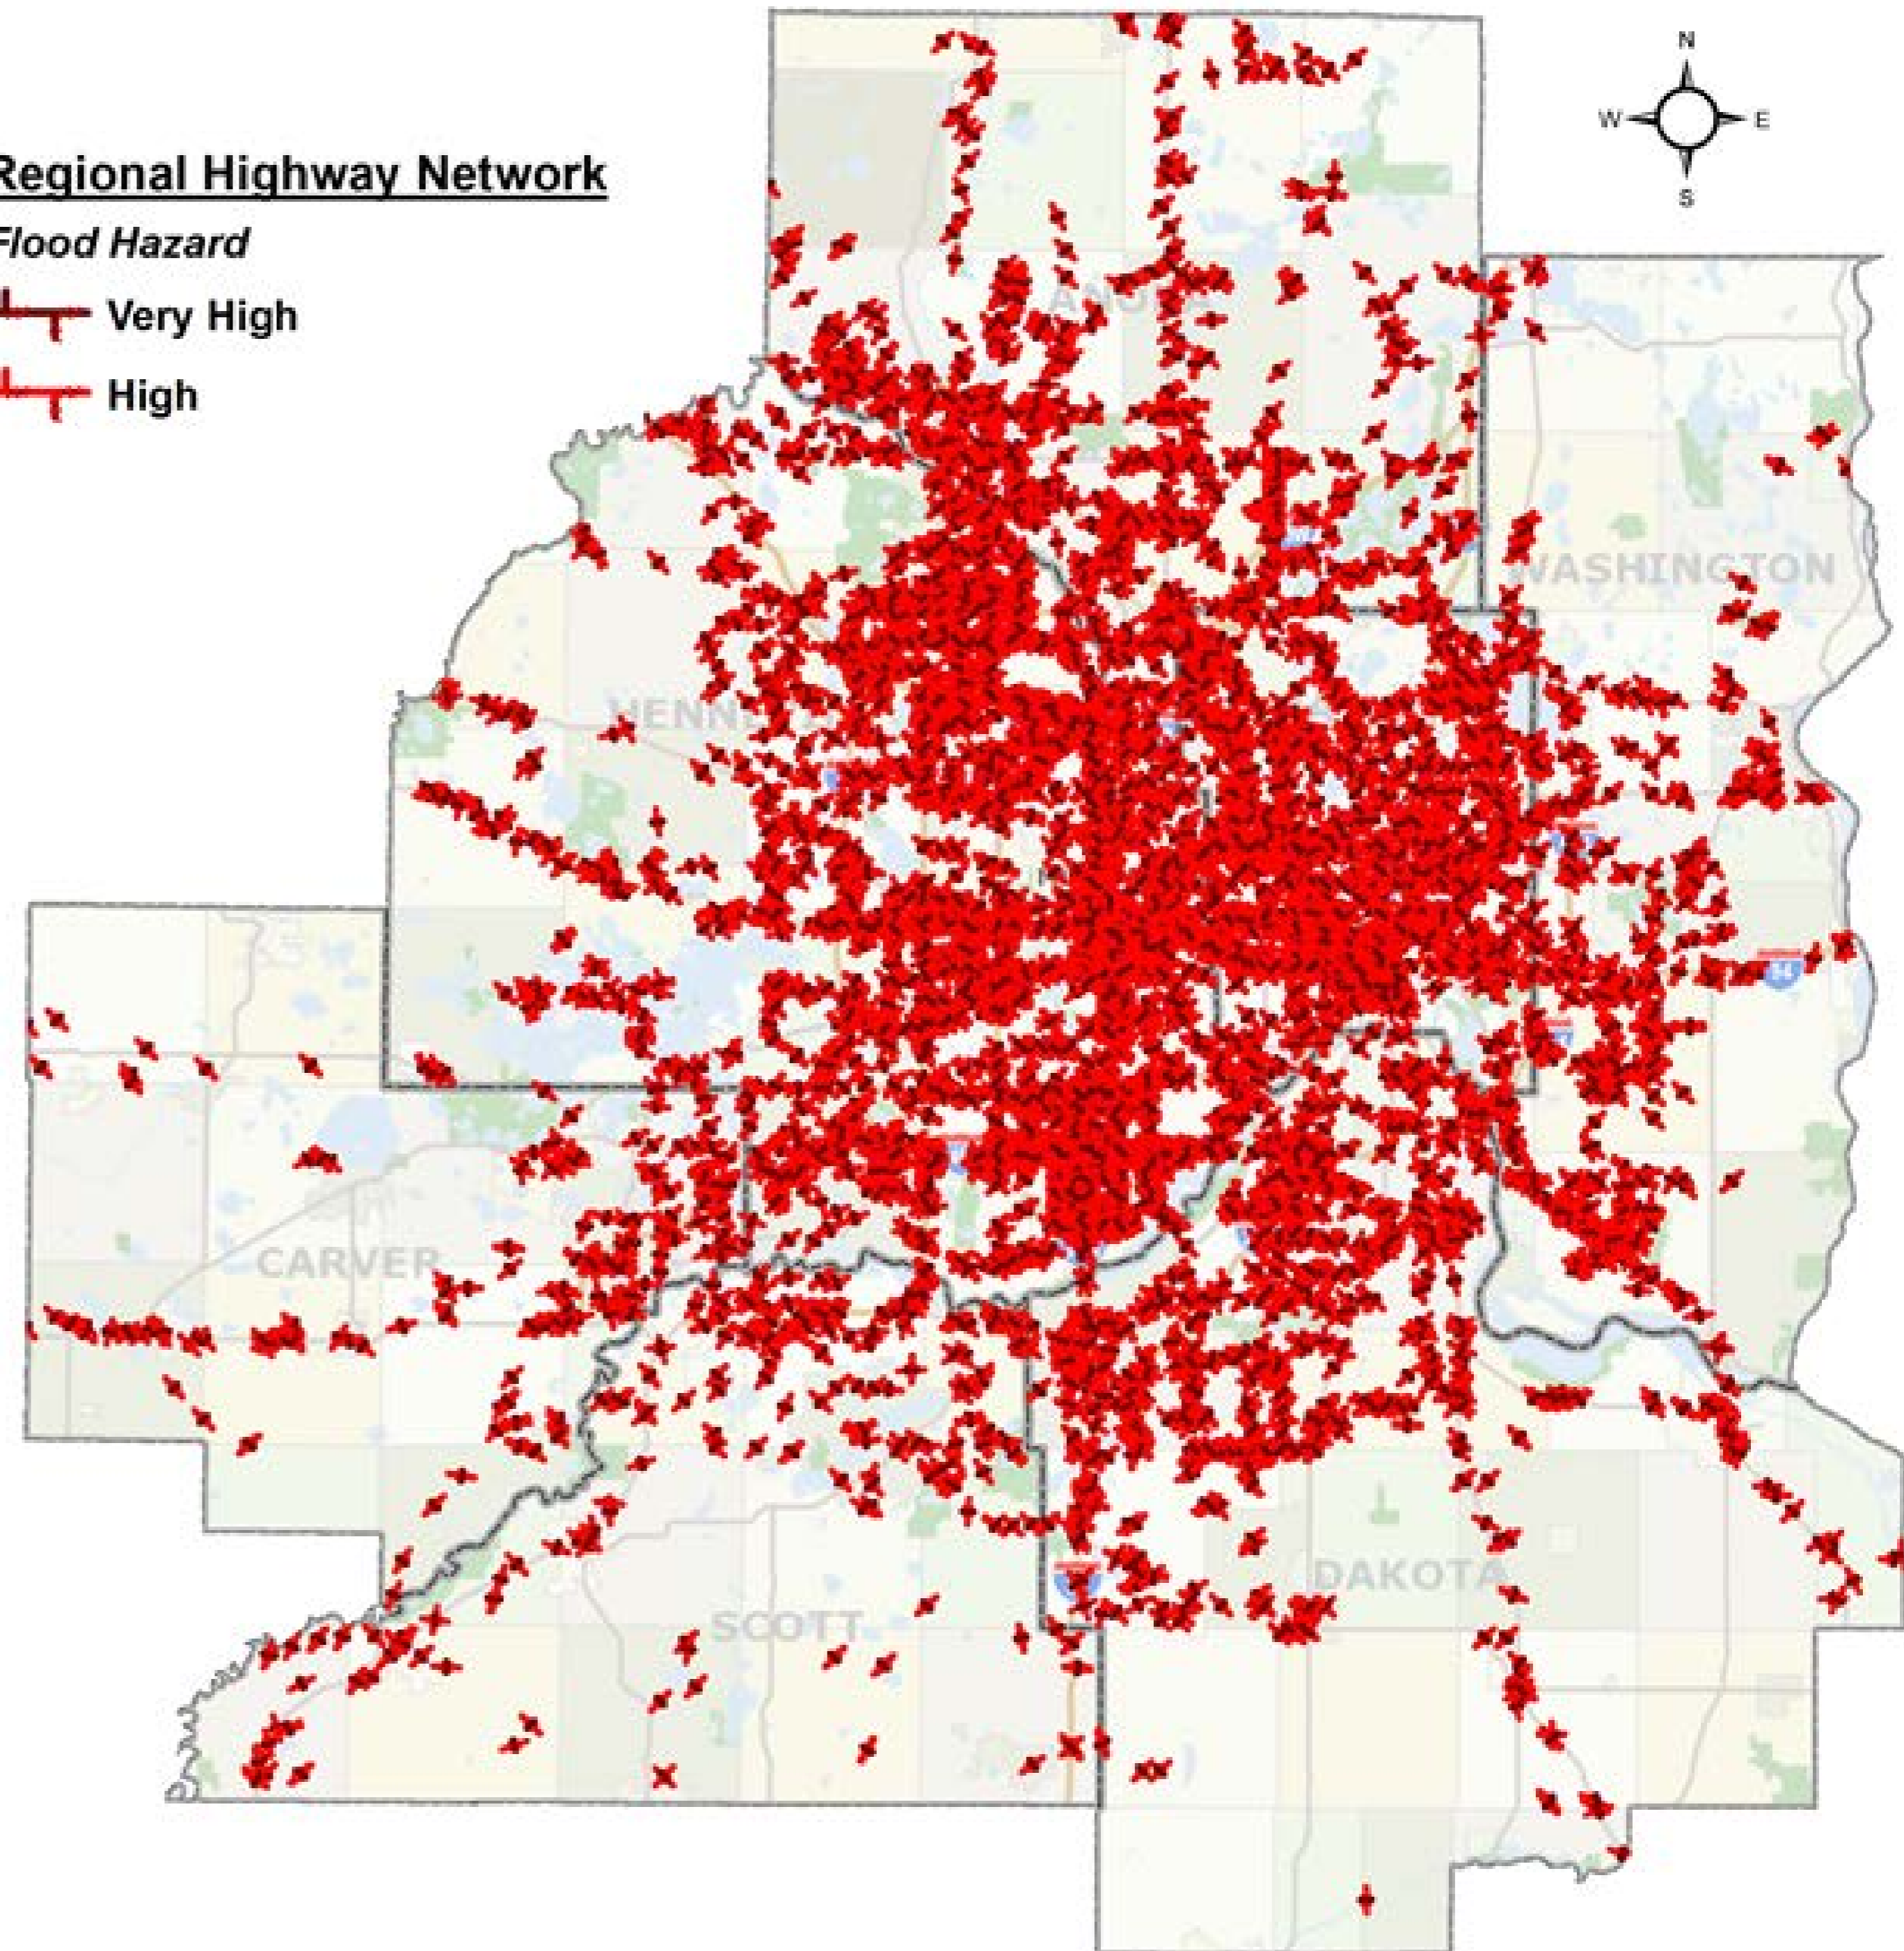 N
W E
S
Regional Highway Network
Flood Hazard
Very High
High
WASHINGTON
CARVER
DAKOTA
SCOTT